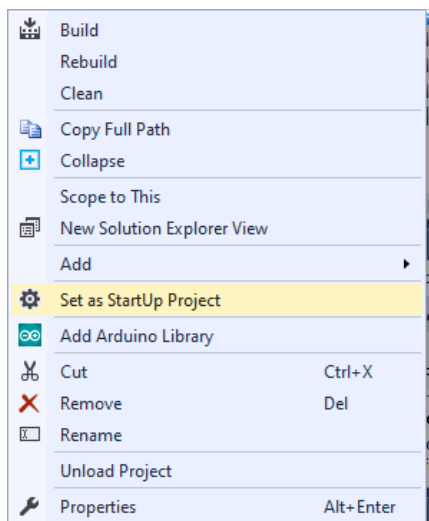 Build
Rebuild
Clean
Copy Full Path
Collapse
Scope to This
New Solution Explorer View
Add
Set as StartUp Project
Add Arduino Library
Cut Ctrl+X
Remove Del
Rename
Unload Project
Properties Alt+Enter